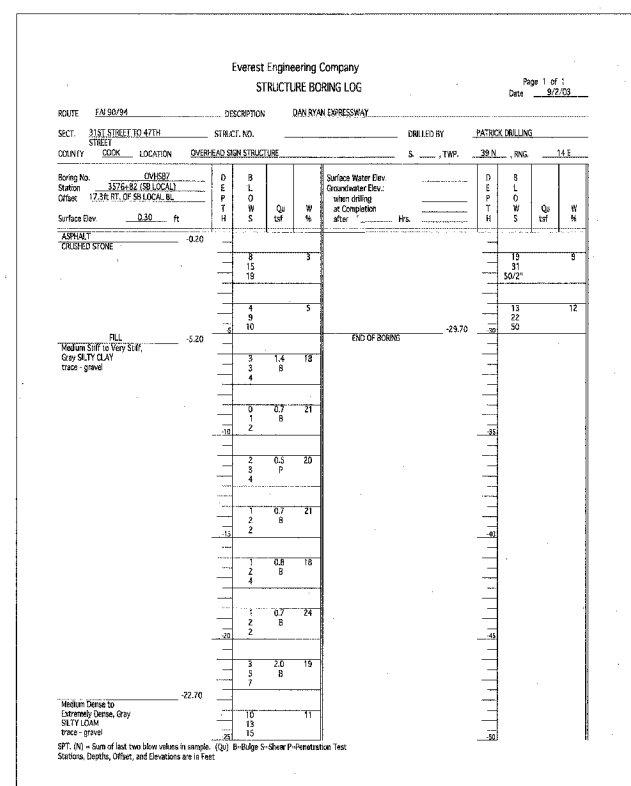 Everest Engineering Company
STRUCTURE BORING LOG
Page 1 of 1
Date 9/2/03
ROUTE FAI 90/94 DESCRIPTION DAN RYAN EXPRESSWAY
SECT. 31ST STREET TO 47TH STREET STRUCT. NO. DRILLED BY PATRICK DRILLING
COUNTY COOK LOCATION OVERHEAD SIGN STRUCTURE S. , TWP. 39 N , RNG. 14 E
Boring No. OVHSB7
Station 3576+82 (SB LOCAL)
Offset 17.3ft RT. OF SB LOCAL BL
Surface Elev. 0.30 ft
DEPTH BLOWS Qu tsf W %
Surface Water Elev.
Groundwater Elev.:
when drilling
at Completion
after Hrs.
DEPTH BLOWS Qu tsf W %
ASPHALT -0.20
CRUSHED STONE
8 3
15
19
4 5
9
-5 10
FILL -5.20
Medium Stiff to Very Stiff,
Gray SILTY CLAY
trace - gravel
3 1.4 18
3 B
4
0 0.7 21
1 B
-10 2
2 0.5 20
3 P
4
1 0.7 21
2 B
-15 2
1 0.8 18
2 B
4
1 0.7 24
2 B
-20 2
3 2.0 19
5 B
7
-22.70
Medium Dense to
Extremely Dense, Gray
SILTY LOAM
trace - gravel
10 11
13
-25 15
19 9
31
50/2"
13 12
22
-29.70 -30 50
END OF BORING
-35
-40
-45
-50
SPT. (N) = Sum of last two blow values in sample. (Qu) B=Bulge S=Shear P=Penetration Test
Stations, Depths, Offset, and Elevations are in Feet